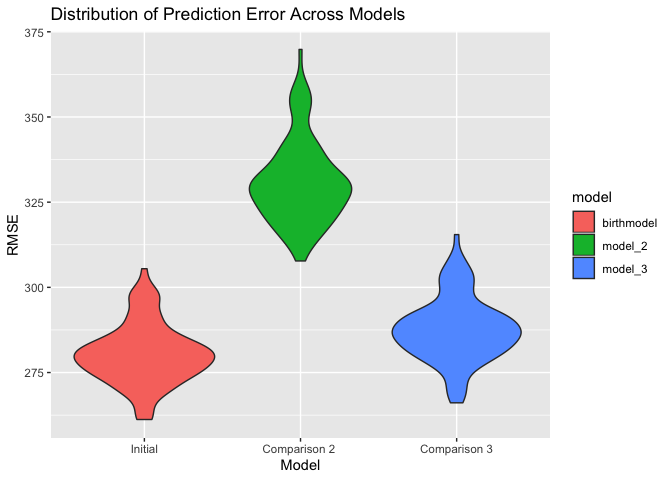 Distribution of Prediction Error Across Models
375
350
325
300
275
RMSE
Initial
Comparison 2
Comparison 3
Model
model
birthmodel
model_2
model_3